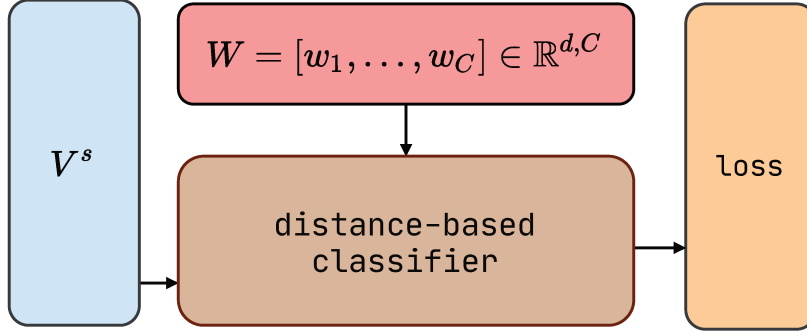 V^s
W = [w_1, ..., w_C] ∈ ℝ^{d,C}
distance-based
classifier
loss